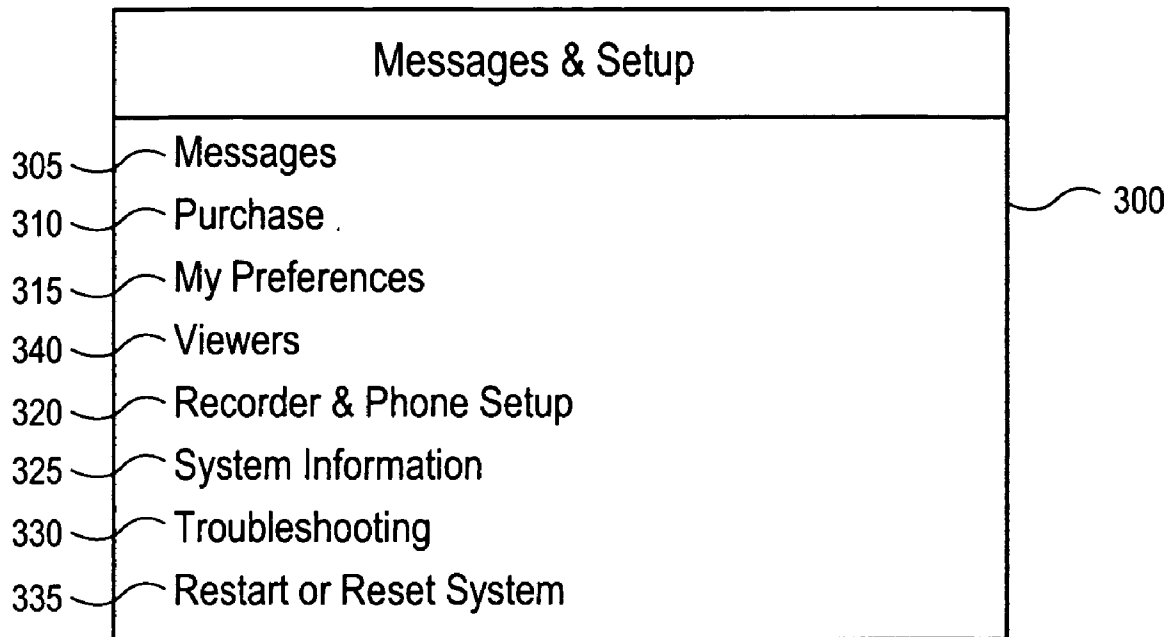 Messages & Setup
305 Messages
300
310 Purchase
315 My Preferences
340 Viewers
320 Recorder & Phone Setup
325 System Information
330 Troubleshooting
335 Restart or Reset System